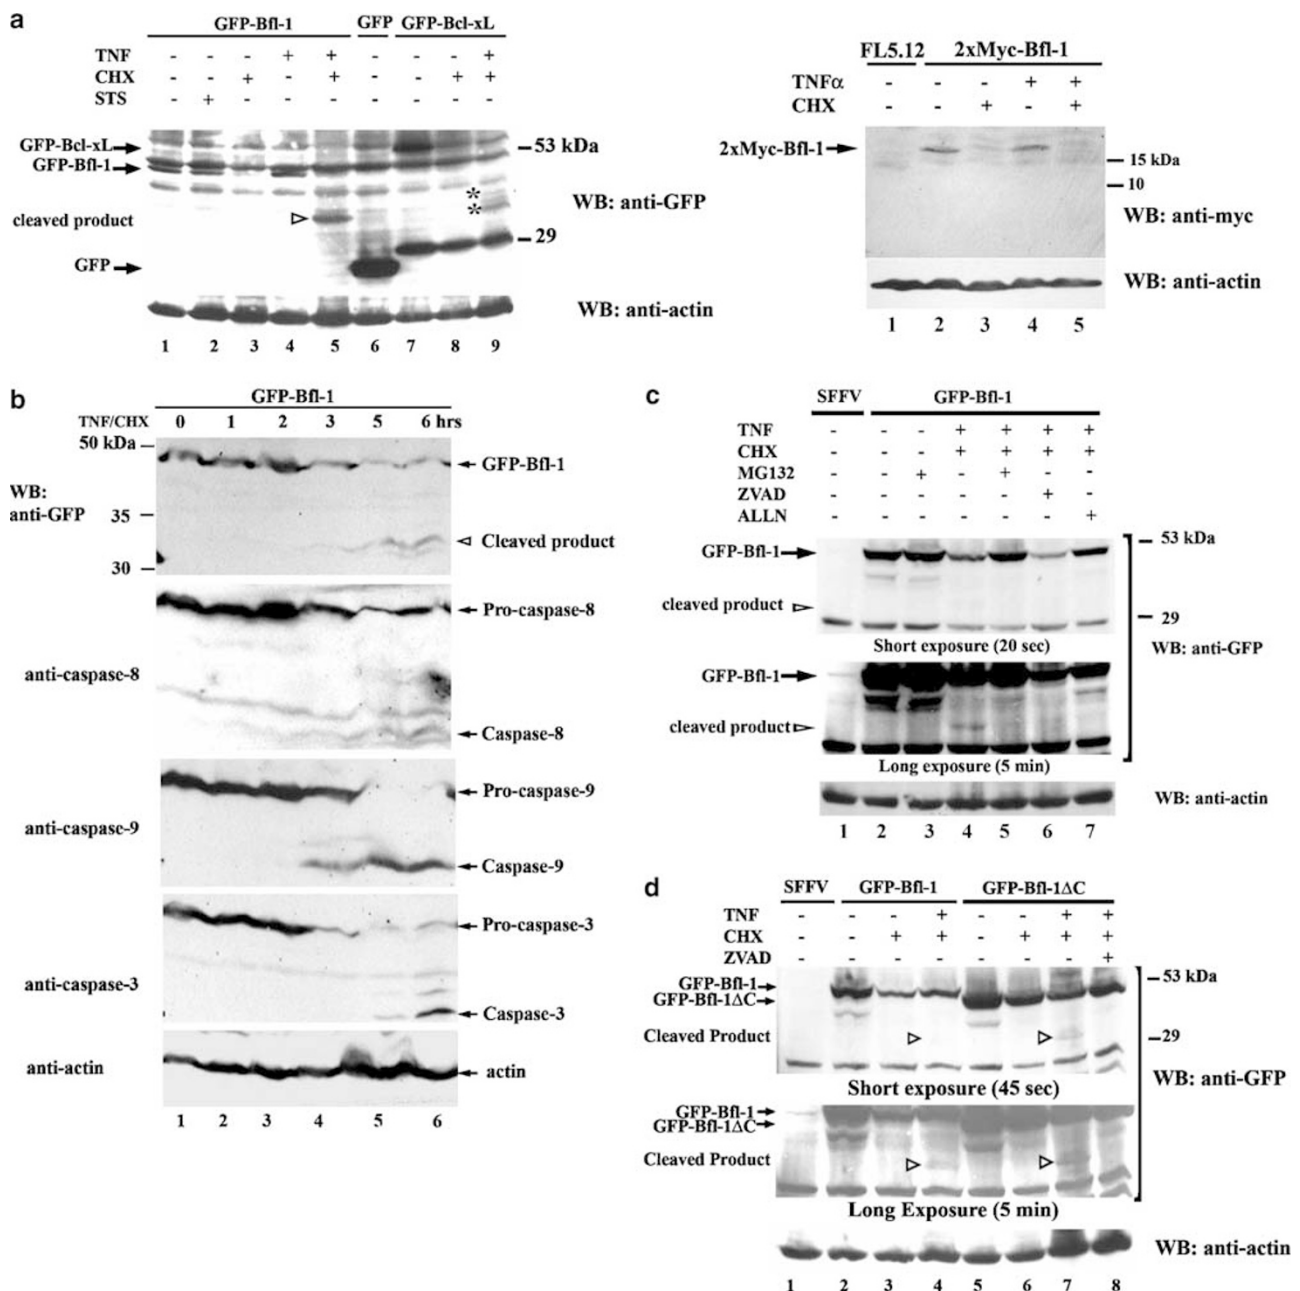 a
GFP-Bfl-1 GFP GFP-Bcl-xL
TNF - - - + + - - - +
CHX - - + - + - - + +
STS - + - - - - - - -
GFP-Bcl-xL
GFP-Bfl-1
cleaved product
GFP
53 kDa
29
* *
WB: anti-GFP
WB: anti-actin
1 2 3 4 5 6 7 8 9
FL5.12 2xMyc-Bfl-1
TNFα - - - + +
CHX - - + - +
2xMyc-Bfl-1
15 kDa
10
WB: anti-myc
WB: anti-actin
1 2 3 4 5
b
GFP-Bfl-1
TNF/CHX 0 1 2 3 5 6 hrs
50 kDa
WB:
anti-GFP
35
30
GFP-Bfl-1
Cleaved product
anti-caspase-8
Pro-caspase-8
Caspase-8
anti-caspase-9
Pro-caspase-9
Caspase-9
anti-caspase-3
Pro-caspase-3
Caspase-3
anti-actin
actin
1 2 3 4 5 6
c
SFFV GFP-Bfl-1
TNF - - - + + + +
CHX - - - + + + +
MG132 - - + - + - -
ZVAD - - - - - + -
ALLN - - - - - - +
GFP-Bfl-1
cleaved product
53 kDa
29
Short exposure (20 sec)
WB: anti-GFP
GFP-Bfl-1
cleaved product
Long exposure (5 min)
WB: anti-actin
1 2 3 4 5 6 7
d
SFFV GFP-Bfl-1 GFP-Bfl-1ΔC
TNF - - - + - - + +
CHX - - + + - + + +
ZVAD - - - - - - - +
GFP-Bfl-1
GFP-Bfl-1ΔC
Cleaved Product
53 kDa
29
Short exposure (45 sec)
WB: anti-GFP
GFP-Bfl-1
GFP-Bfl-1ΔC
Cleaved Product
Long Exposure (5 min)
WB: anti-actin
1 2 3 4 5 6 7 8